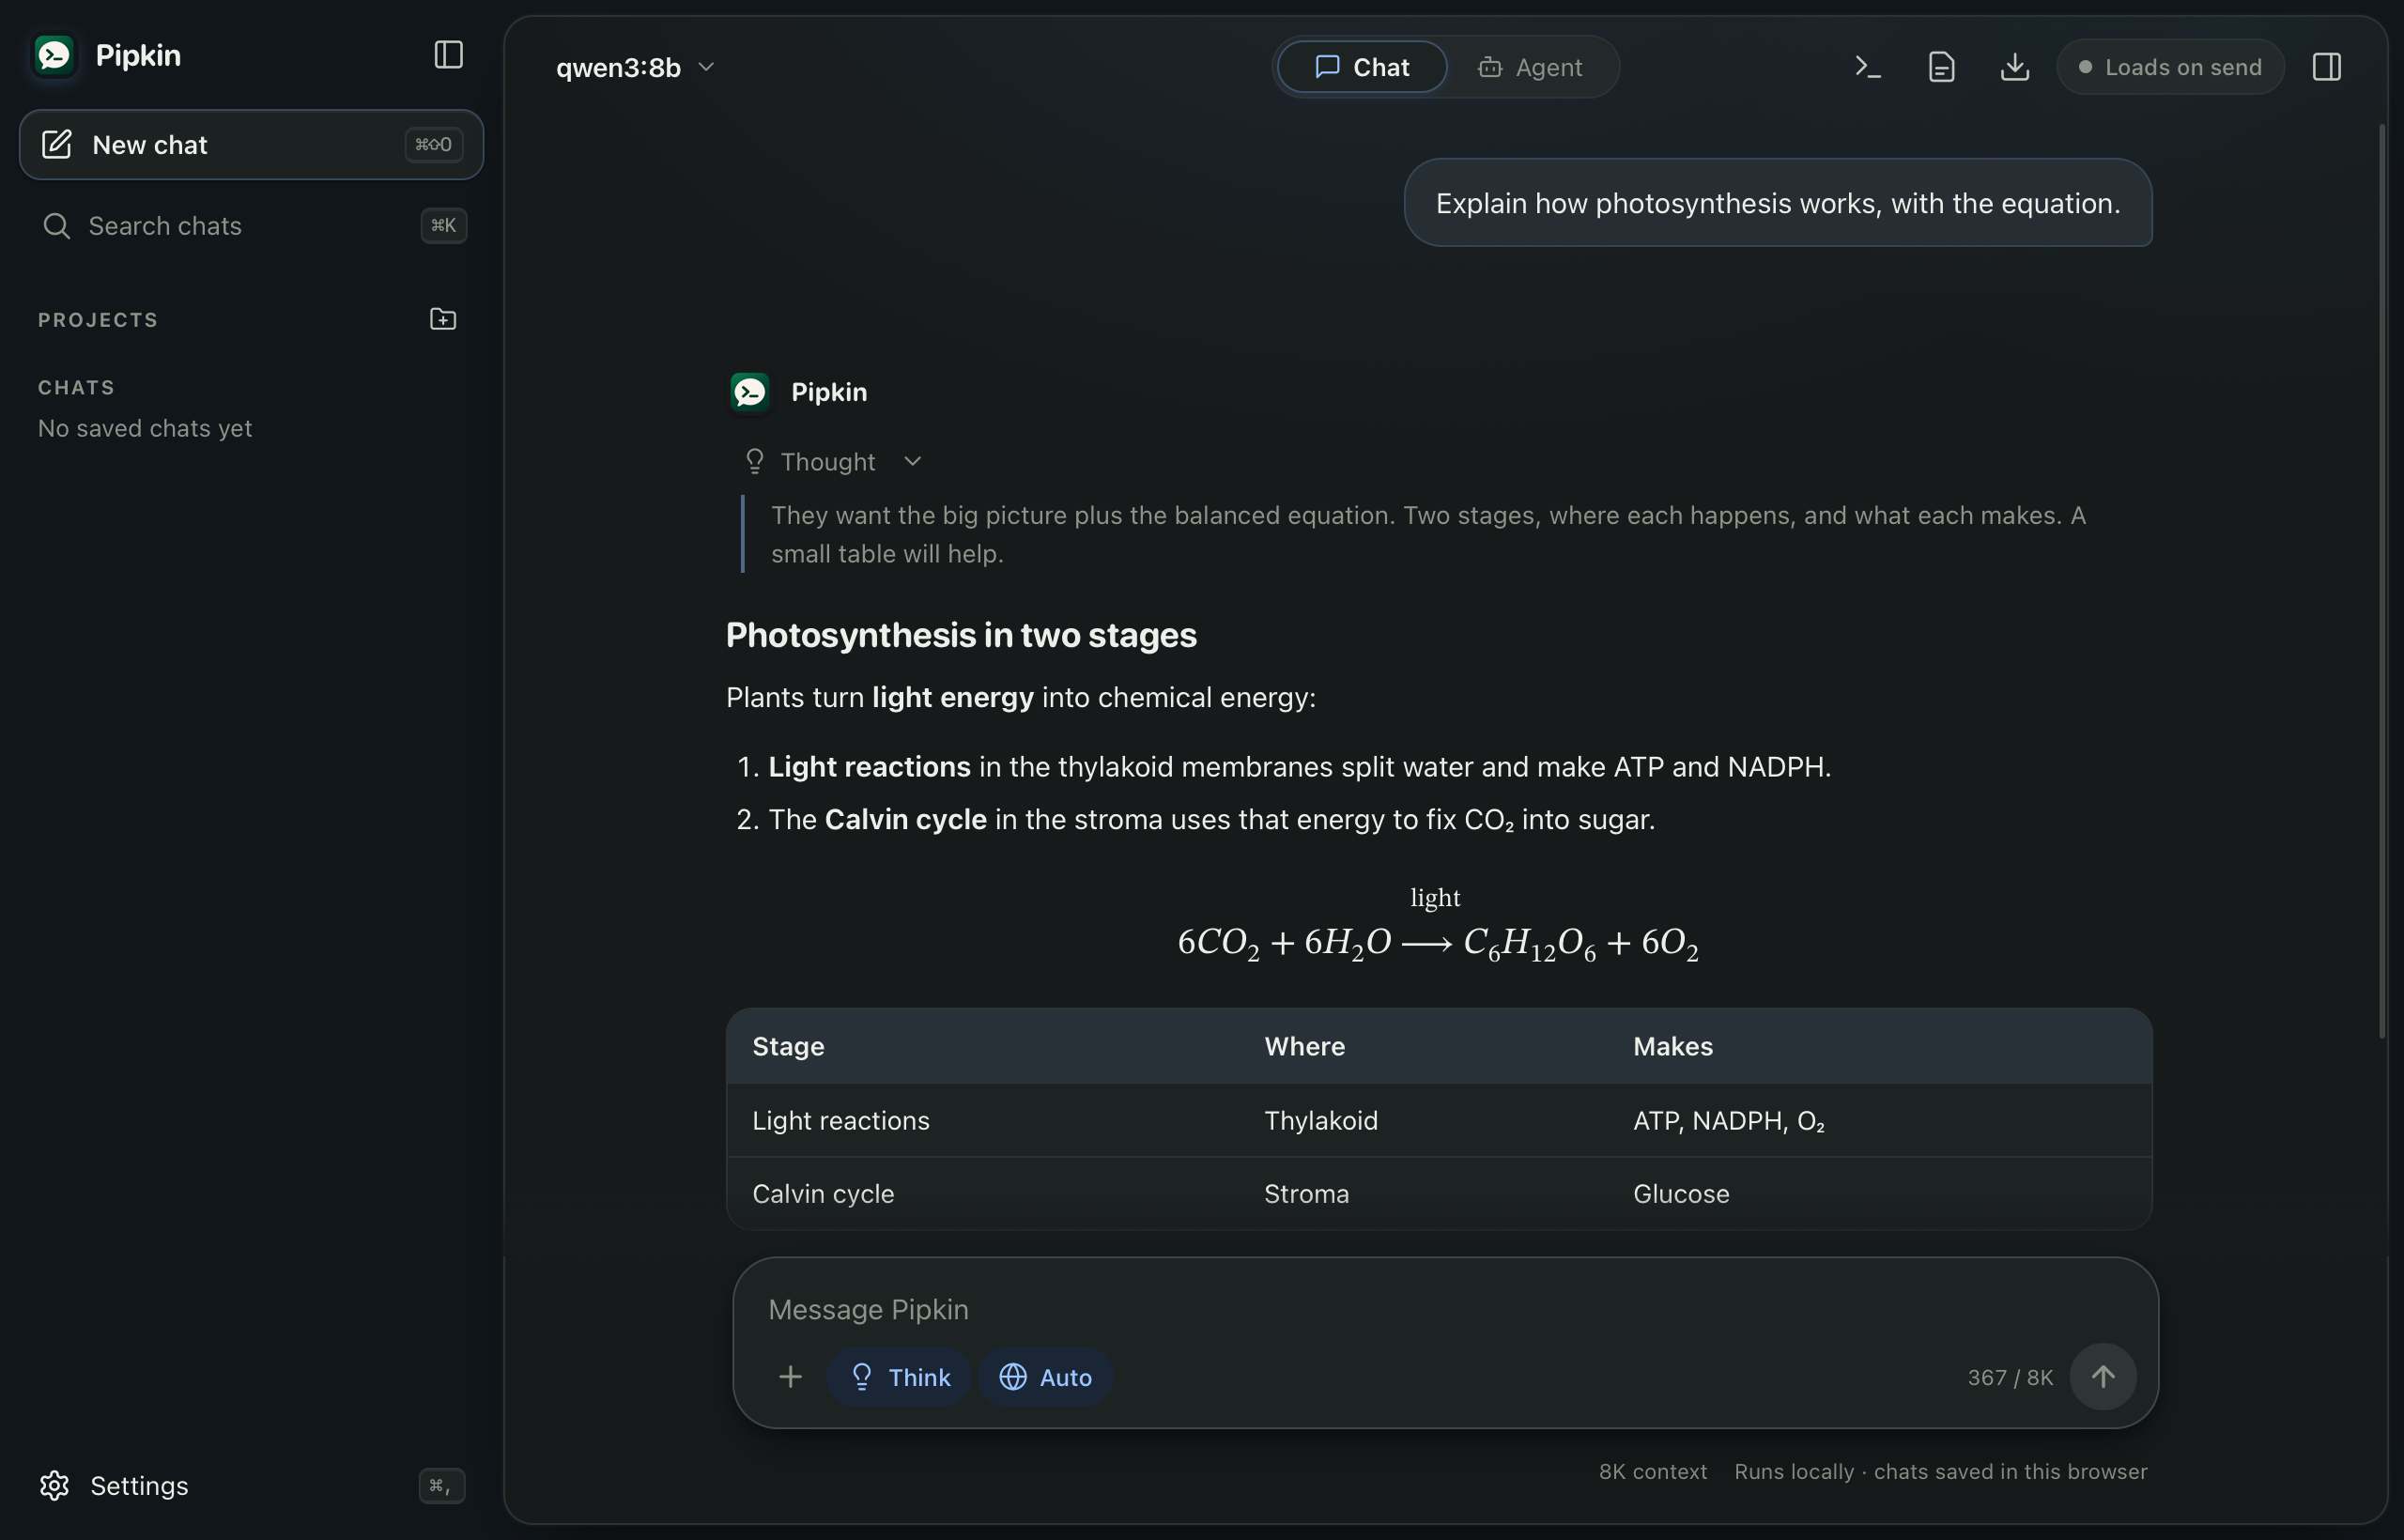 Pipkin
New chat ⌘⇧O
Search chats ⌘K
PROJECTS
CHATS
No saved chats yet
Settings ⌘,
qwen3:8b
Chat Agent
Loads on send
Explain how photosynthesis works, with the equation.
Pipkin
Thought
They want the big picture plus the balanced equation. Two stages, where each happens, and what each makes. A
small table will help.
Photosynthesis in two stages
Plants turn light energy into chemical energy:
1. Light reactions in the thylakoid membranes split water and make ATP and NADPH.
2. The Calvin cycle in the stroma uses that energy to fix CO₂ into sugar.
light
6CO₂ + 6H₂O ⟶ C₆H₁₂O₆ + 6O₂
Stage Where Makes
Light reactions Thylakoid ATP, NADPH, O₂
Calvin cycle Stroma Glucose
Message Pipkin
Think Auto 367 / 8K
8K context Runs locally · chats saved in this browser